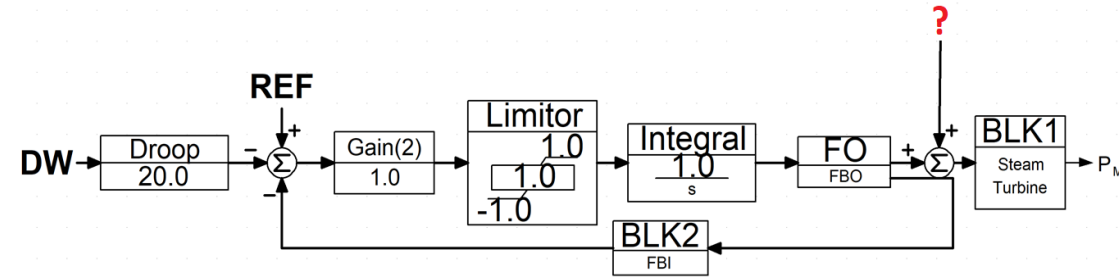 ?
REF
+
DW
Droop
20.0
−
Σ
−
Gain(2)
1.0
Limitor
1.0
1.0
-1.0
Integral
1.0
s
FO
FBO
+
+
Σ
BLK1
Steam
Turbine
P_M
BLK2
FBI